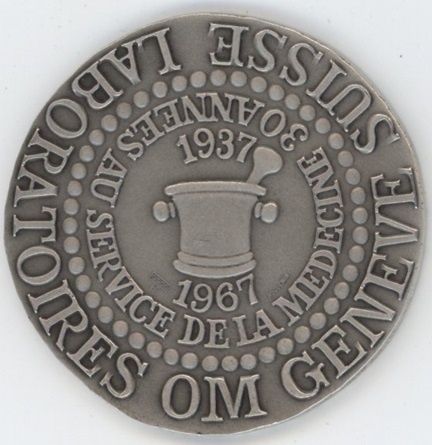 LABORATOIRES OM GENEVE SUISSE
30 ANNEES AU SERVICE DE LA MEDECINE
1937
1967